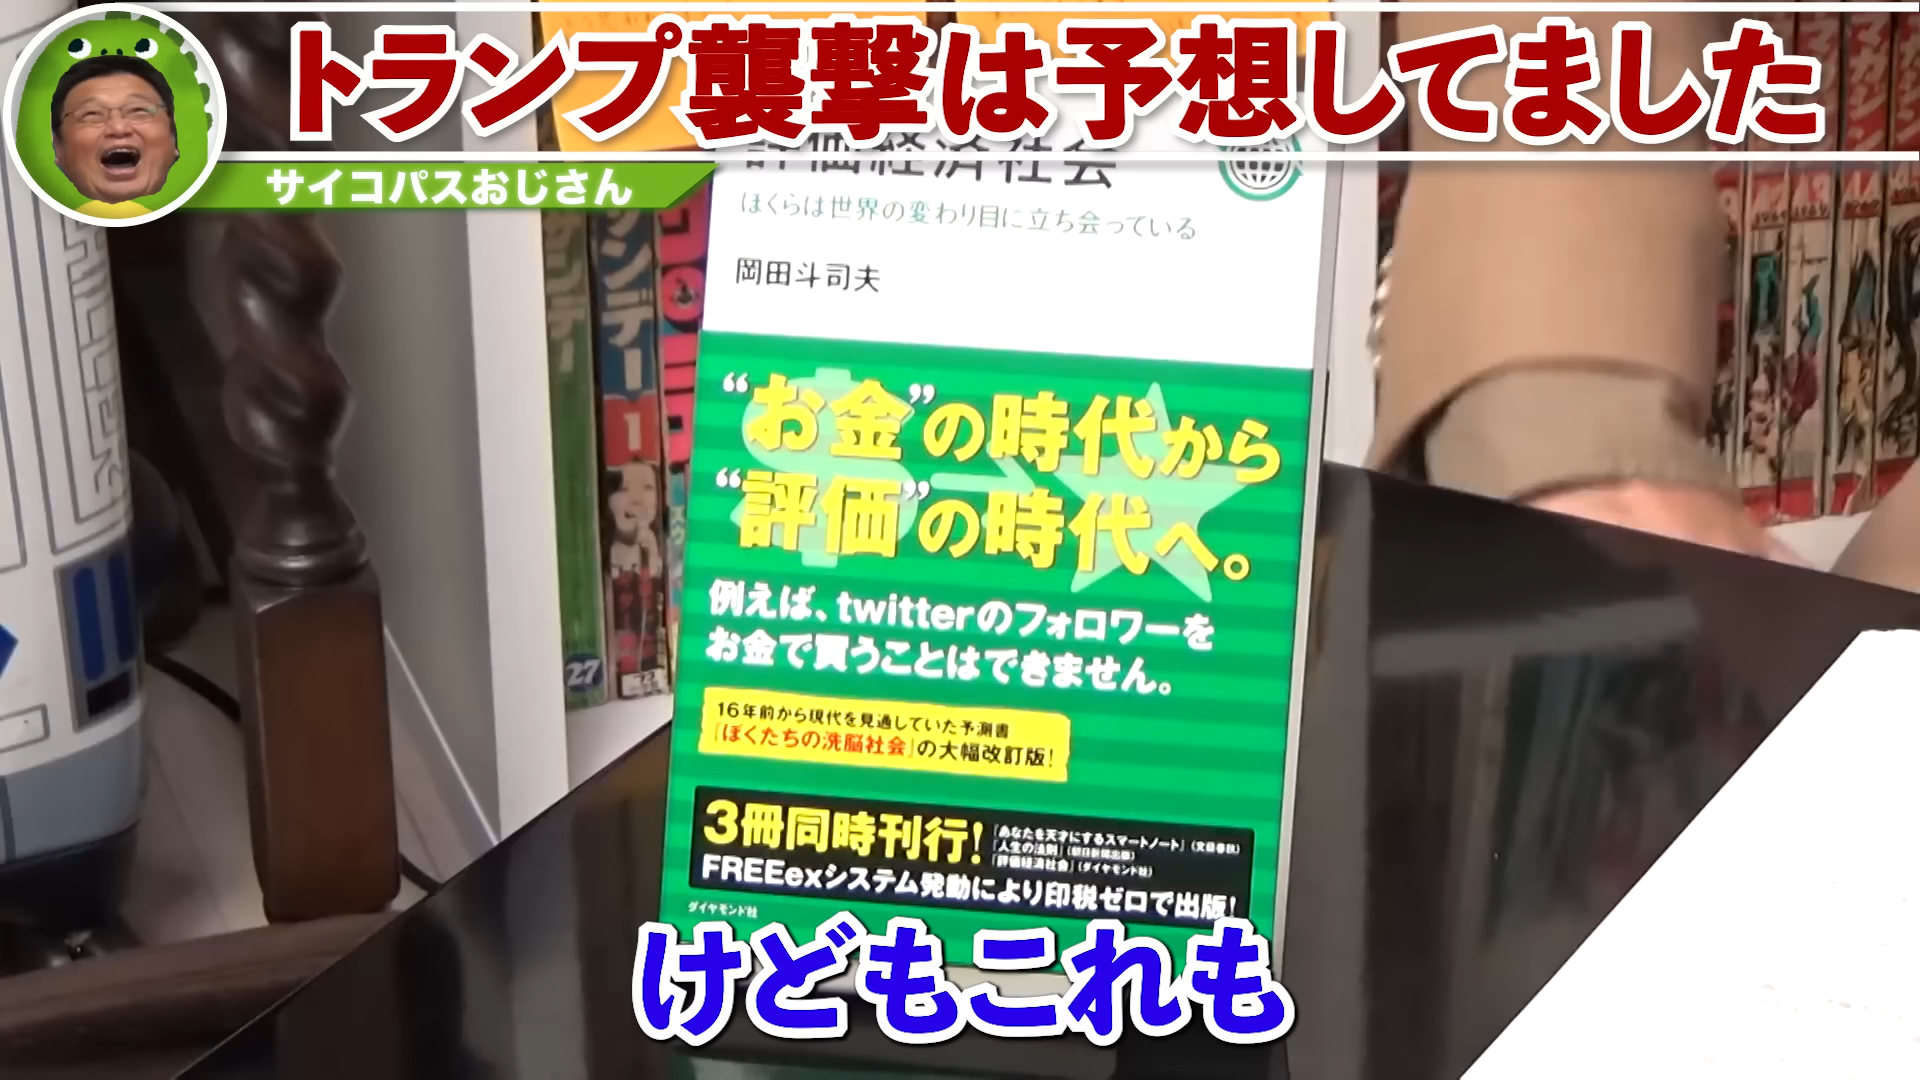 トランプ襲撃は予想してました
サイコパスおじさん
評価経済社会
ほくらは世界の変わり目に立ち会っている
岡田斗司夫
“お金”の時代から
“評価”の時代へ。
例えば、twitterのフォロワーを
お金で買うことはできません。
16年前から現代を見通していた予測書
『ぼくたちの洗脳社会』の大幅改訂版!
3冊同時刊行!
『あなたを天才にするスマートノート』(文藝春秋)
『人生の法則』(朝日新聞出版)
『評価経済社会』(ダイヤモンド社)
FREEexシステム発動により印税ゼロで出版!
ダイヤモンド社
けどもこれも
サンデー
27
サンデー
1